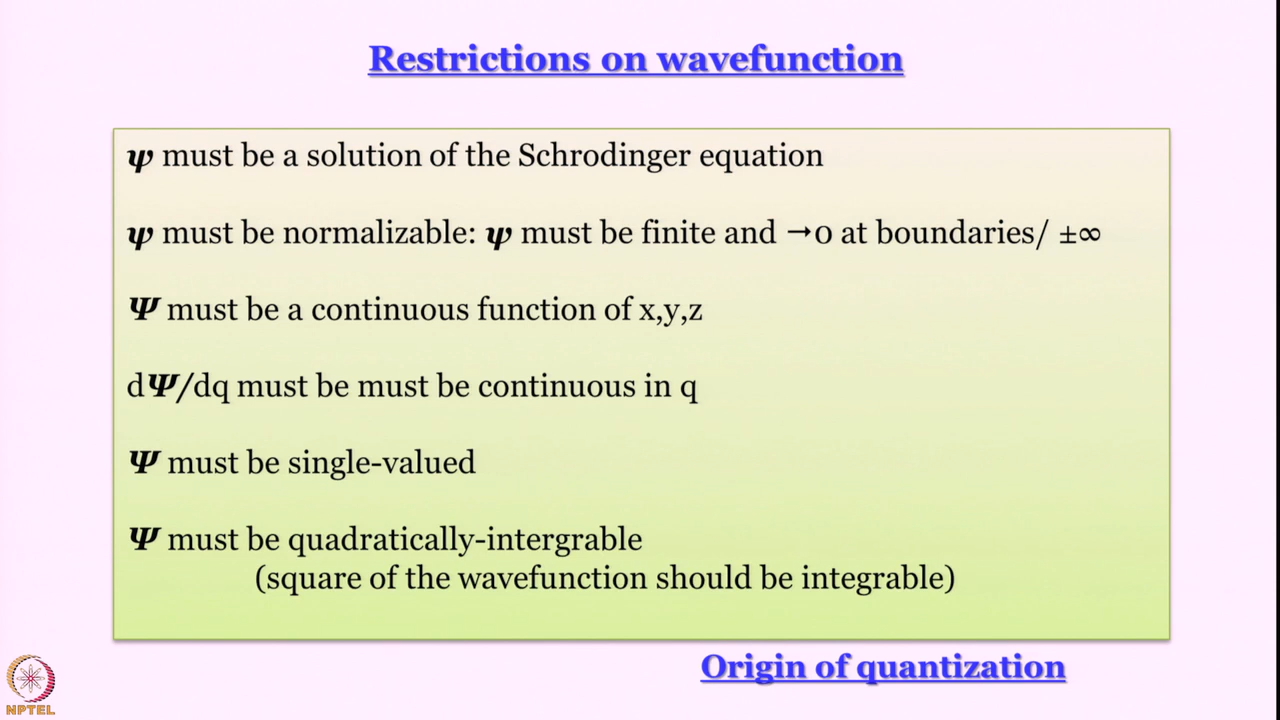 Restrictions on wavefunction
ψ must be a solution of the Schrodinger equation
ψ must be normalizable: ψ must be finite and →0 at boundaries/ ±∞
Ψ must be a continuous function of x,y,z
dΨ/dq must be must be continuous in q
Ψ must be single-valued
Ψ must be quadratically-intergrable
(square of the wavefunction should be integrable)
Origin of quantization
NPTEL